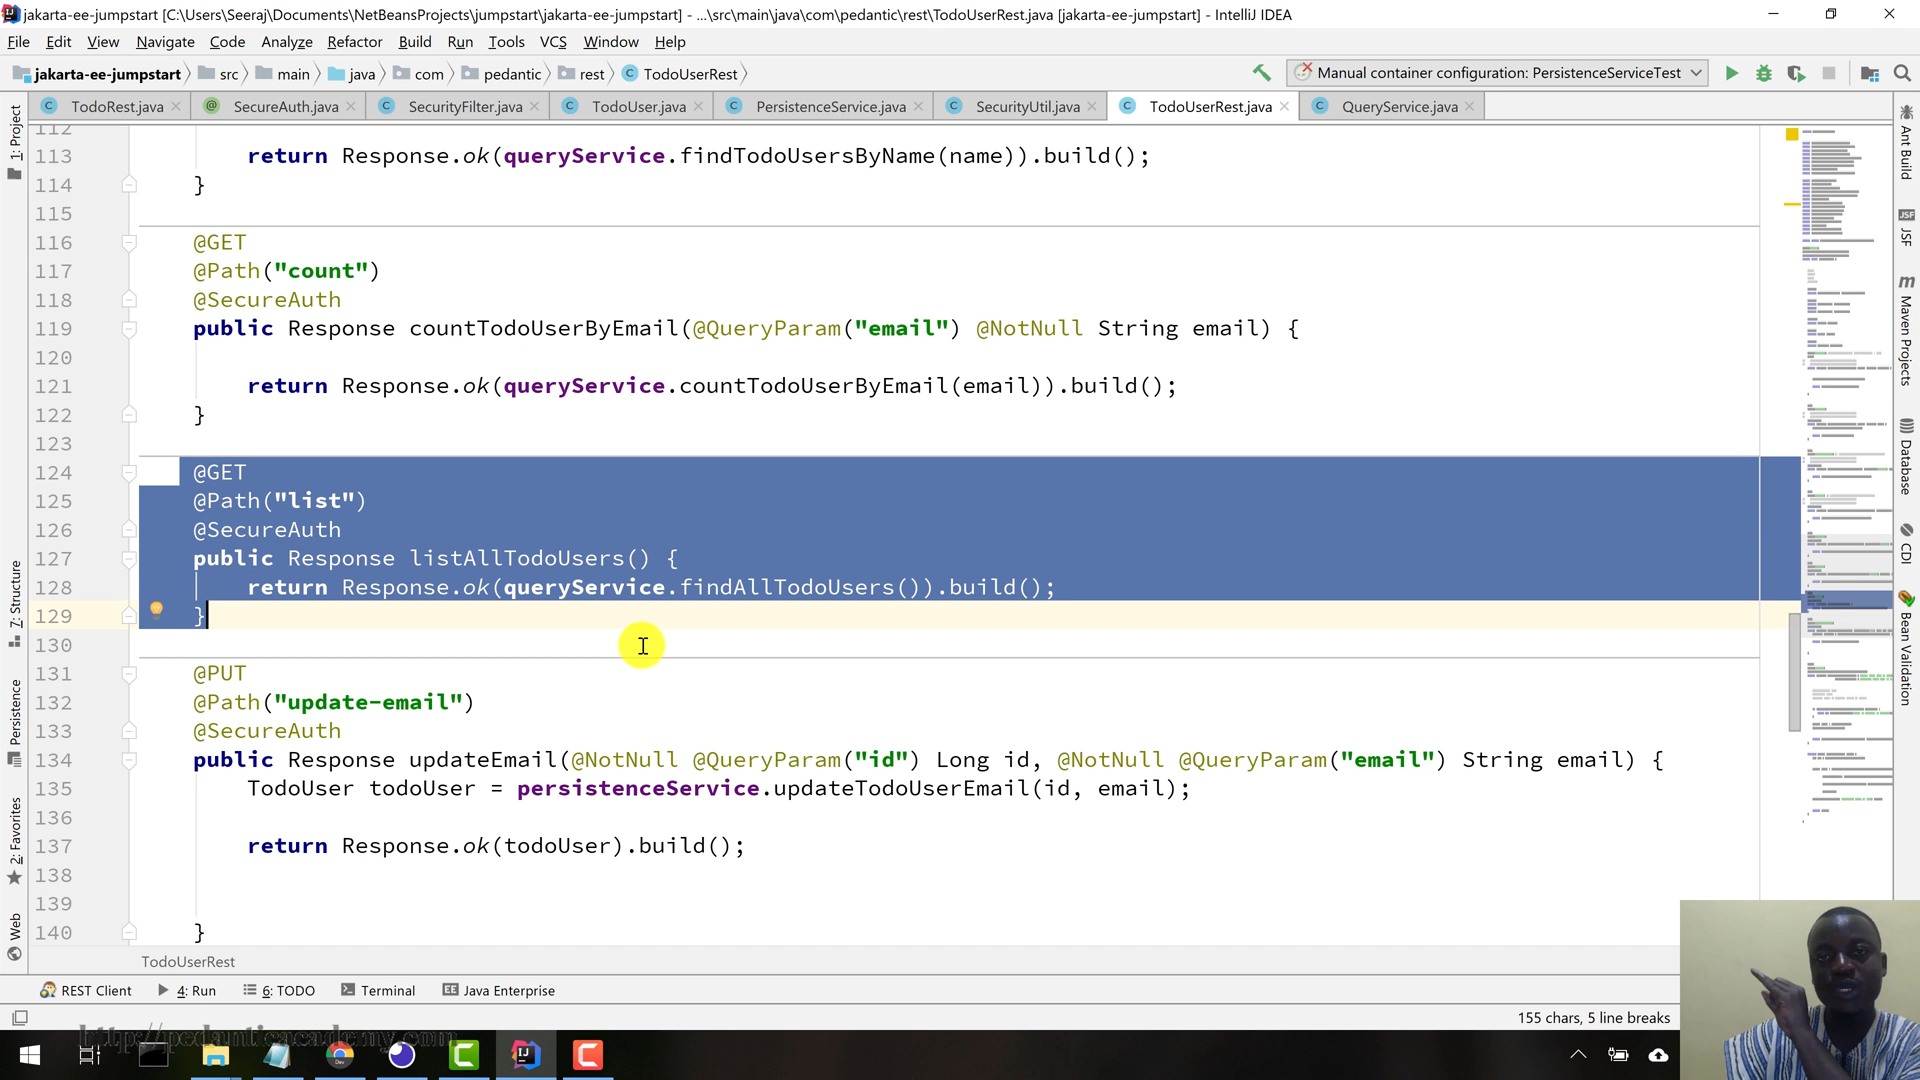 jakarta-ee-jumpstart [C:\Users\Seeraj\Documents\NetBeansProjects\jumpstart\jakarta-ee-jumpstart] - ...\src\main\java\com\pedantic\rest\TodoUserRest.java [jakarta-ee-jumpstart] - IntelliJ IDEA
File Edit View Navigate Code Analyze Refactor Build Run Tools VCS Window Help
jakarta-ee-jumpstart src main java com pedantic rest TodoUserRest
Manual container configuration: PersistenceServiceTest
TodoRest.java SecureAuth.java SecurityFilter.java TodoUser.java PersistenceService.java SecurityUtil.java TodoUserRest.java QueryService.java
112
113 return Response.ok(queryService.findTodoUsersByName(name)).build();
114 }
115
116 @GET
117 @Path("count")
118 @SecureAuth
119 public Response countTodoUserByEmail(@QueryParam("email") @NotNull String email) {
120
121 return Response.ok(queryService.countTodoUserByEmail(email)).build();
122 }
123
124 @GET
125 @Path("list")
126 @SecureAuth
127 public Response listAllTodoUsers() {
128 return Response.ok(queryService.findAllTodoUsers()).build();
129 }
130
131 @PUT
132 @Path("update-email")
133 @SecureAuth
134 public Response updateEmail(@NotNull @QueryParam("id") Long id, @NotNull @QueryParam("email") String email) {
135 TodoUser todoUser = persistenceService.updateTodoUserEmail(id, email);
136
137 return Response.ok(todoUser).build();
138
139
140 }
1: Project
7: Structure
Persistence
2: Favorites
Web
Ant Build
JSF
JSF
m
Maven Projects
Database
CDI
Bean Validation
TodoUserRest
REST Client 4: Run 6: TODO Terminal EE Java Enterprise
155 chars, 5 line breaks
http://pedanticacademy.com
Dev